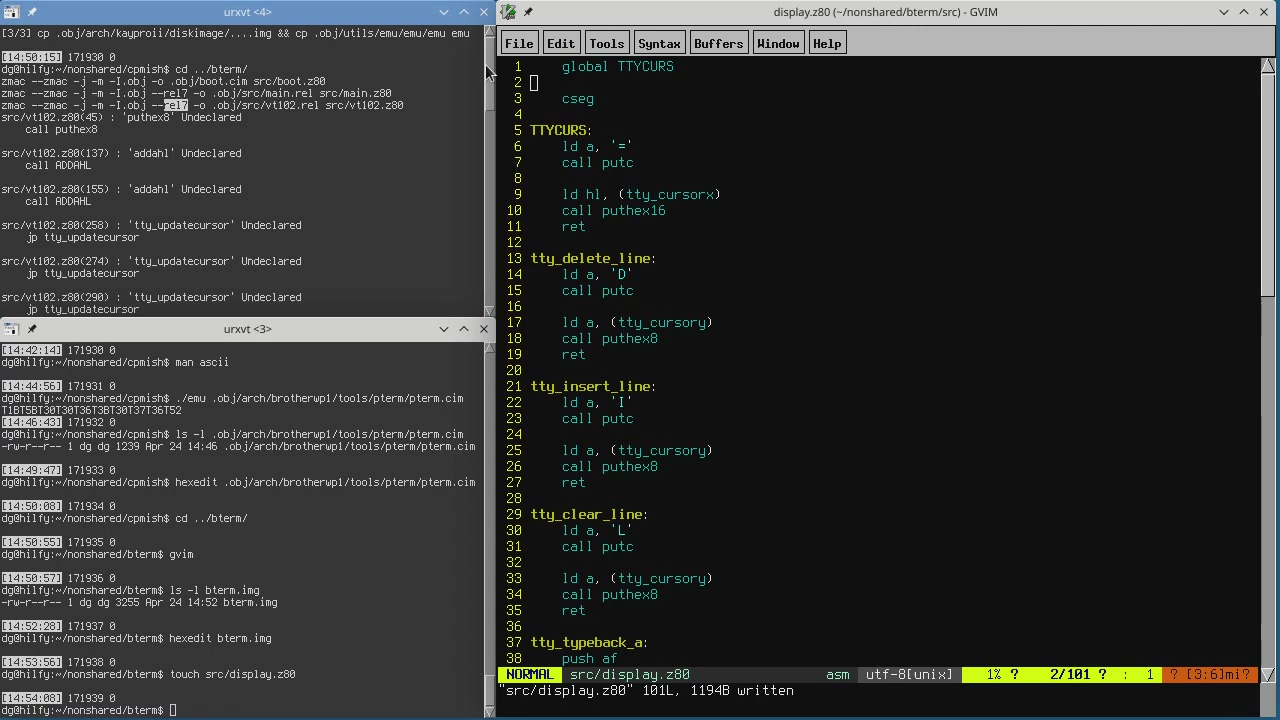 urxvt <4>
[3/3] cp .obj/arch/kayproii/diskimage/....img && cp .obj/utils/emu/emu/emu emu
[14:50:15] 171930 0
dg@hilfy:~/nonshared/cpmish$ cd ../bterm/
zmac --zmac -j -m -I.obj -o .obj/boot.cim src/boot.z80
zmac --zmac -j -m -I.obj --rel7 -o .obj/src/main.rel src/main.z80
zmac --zmac -j -m -I.obj --rel7 -o .obj/src/vt102.rel src/vt102.z80
src/vt102.z80(45) : 'puthex8' Undeclared
call puthex8
src/vt102.z80(137) : 'addahl' Undeclared
call ADDAHL
src/vt102.z80(155) : 'addahl' Undeclared
call ADDAHL
src/vt102.z80(258) : 'tty_updatecursor' Undeclared
jp tty_updatecursor
src/vt102.z80(274) : 'tty_updatecursor' Undeclared
jp tty_updatecursor
src/vt102.z80(290) : 'tty_updatecursor' Undeclared
jp tty_updatecursor
urxvt <3>
[14:42:14] 171930 0
dg@hilfy:~/nonshared/cpmish$ man ascii
[14:44:56] 171931 0
dg@hilfy:~/nonshared/cpmish$ ./emu .obj/arch/brotherwp1/tools/pterm/pterm.cim
T1BT5BT30T30T36T3BT30T37T36T52
[14:46:43] 171932 0
dg@hilfy:~/nonshared/cpmish$ ls -l .obj/arch/brotherwp1/tools/pterm/pterm.cim
-rw-r--r-- 1 dg dg 1239 Apr 24 14:46 .obj/arch/brotherwp1/tools/pterm/pterm.cim
[14:49:47] 171933 0
dg@hilfy:~/nonshared/cpmish$ hexedit .obj/arch/brotherwp1/tools/pterm/pterm.cim
[14:50:08] 171934 0
dg@hilfy:~/nonshared/cpmish$ cd ../bterm/
[14:50:55] 171935 0
dg@hilfy:~/nonshared/bterm$ gvim
[14:50:57] 171936 0
dg@hilfy:~/nonshared/bterm$ ls -l bterm.img
-rw-r--r-- 1 dg dg 3255 Apr 24 14:52 bterm.img
[14:52:28] 171937 0
dg@hilfy:~/nonshared/bterm$ hexedit bterm.img
[14:53:56] 171938 0
dg@hilfy:~/nonshared/bterm$ touch src/display.z80
[14:54:08] 171939 0
dg@hilfy:~/nonshared/bterm$
display.z80 (~/nonshared/bterm/src) - GVIM
File Edit Tools Syntax Buffers Window Help
1 global TTYCURS
2
3 cseg
4
5 TTYCURS:
6 ld a, '='
7 call putc
8
9 ld hl, (tty_cursorx)
10 call puthex16
11 ret
12
13 tty_delete_line:
14 ld a, 'D'
15 call putc
16
17 ld a, (tty_cursory)
18 call puthex8
19 ret
20
21 tty_insert_line:
22 ld a, 'I'
23 call putc
24
25 ld a, (tty_cursory)
26 call puthex8
27 ret
28
29 tty_clear_line:
30 ld a, 'L'
31 call putc
32
33 ld a, (tty_cursory)
34 call puthex8
35 ret
36
37 tty_typeback_a:
38 push af
NORMAL src/display.z80 asm utf-8[unix] 1% ? 2/101 ? : 1 ? [3:6]mi?
"src/display.z80" 101L, 1194B written